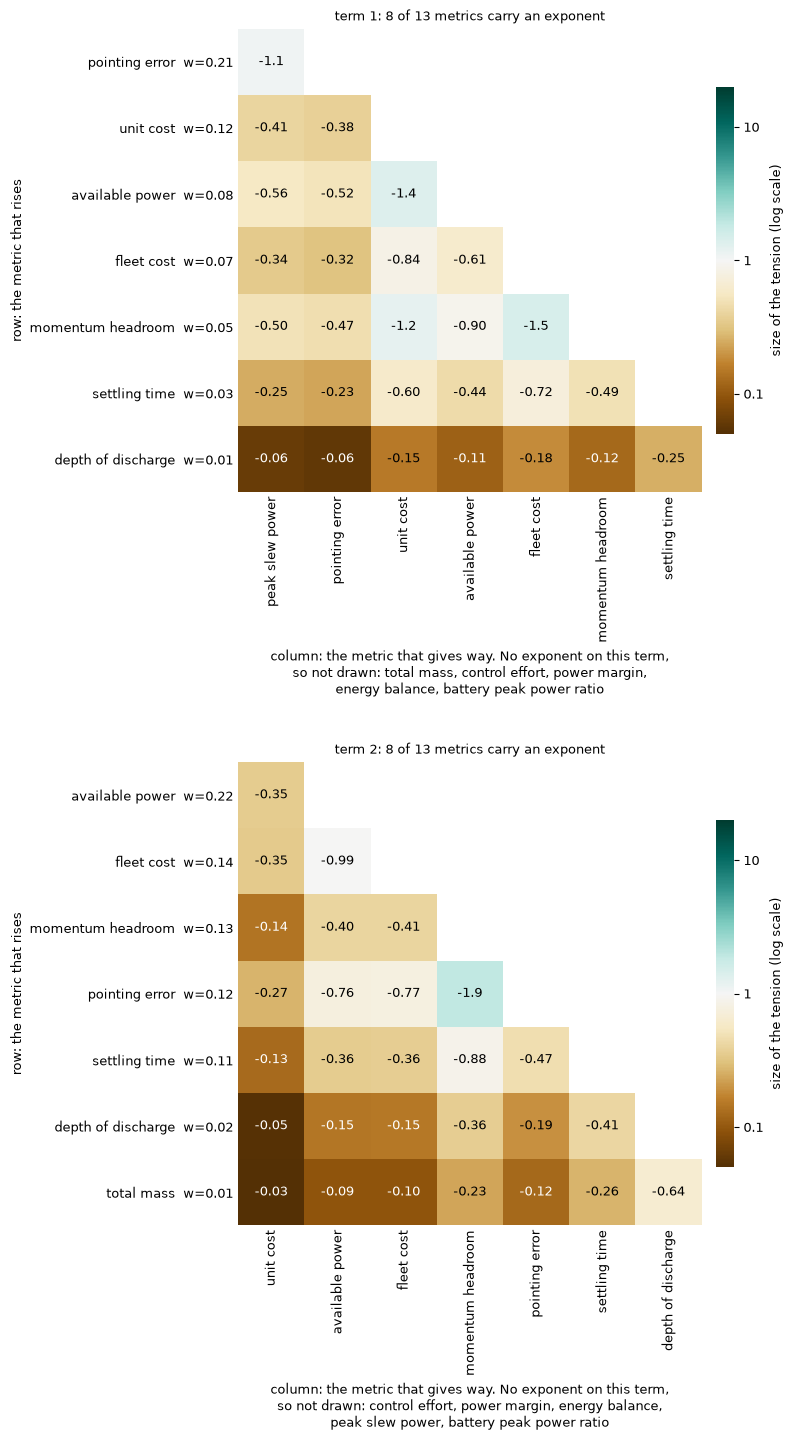 term 1: 8 of 13 metrics carry an exponent
row: the metric that rises
pointing error w=0.21 -1.1
unit cost w=0.12 -0.41 -0.38
available power w=0.08 -0.56 -0.52 -1.4
fleet cost w=0.07 -0.34 -0.32 -0.84 -0.61
momentum headroom w=0.05 -0.50 -0.47 -1.2 -0.90 -1.5
settling time w=0.03 -0.25 -0.23 -0.60 -0.44 -0.72 -0.49
depth of discharge w=0.01 -0.06 -0.06 -0.15 -0.11 -0.18 -0.12 -0.25
peak slew power
pointing error
unit cost
available power
fleet cost
momentum headroom
settling time
column: the metric that gives way. No exponent on this term,
so not drawn: total mass, control effort, power margin,
energy balance, battery peak power ratio
10
1
0.1
size of the tension (log scale)
term 2: 8 of 13 metrics carry an exponent
row: the metric that rises
available power w=0.22 -0.35
fleet cost w=0.14 -0.35 -0.99
momentum headroom w=0.13 -0.14 -0.40 -0.41
pointing error w=0.12 -0.27 -0.76 -0.77 -1.9
settling time w=0.11 -0.13 -0.36 -0.36 -0.88 -0.47
depth of discharge w=0.02 -0.05 -0.15 -0.15 -0.36 -0.19 -0.41
total mass w=0.01 -0.03 -0.09 -0.10 -0.23 -0.12 -0.26 -0.64
unit cost
available power
fleet cost
momentum headroom
pointing error
settling time
depth of discharge
column: the metric that gives way. No exponent on this term,
so not drawn: control effort, power margin, energy balance,
peak slew power, battery peak power ratio
10
1
0.1
size of the tension (log scale)